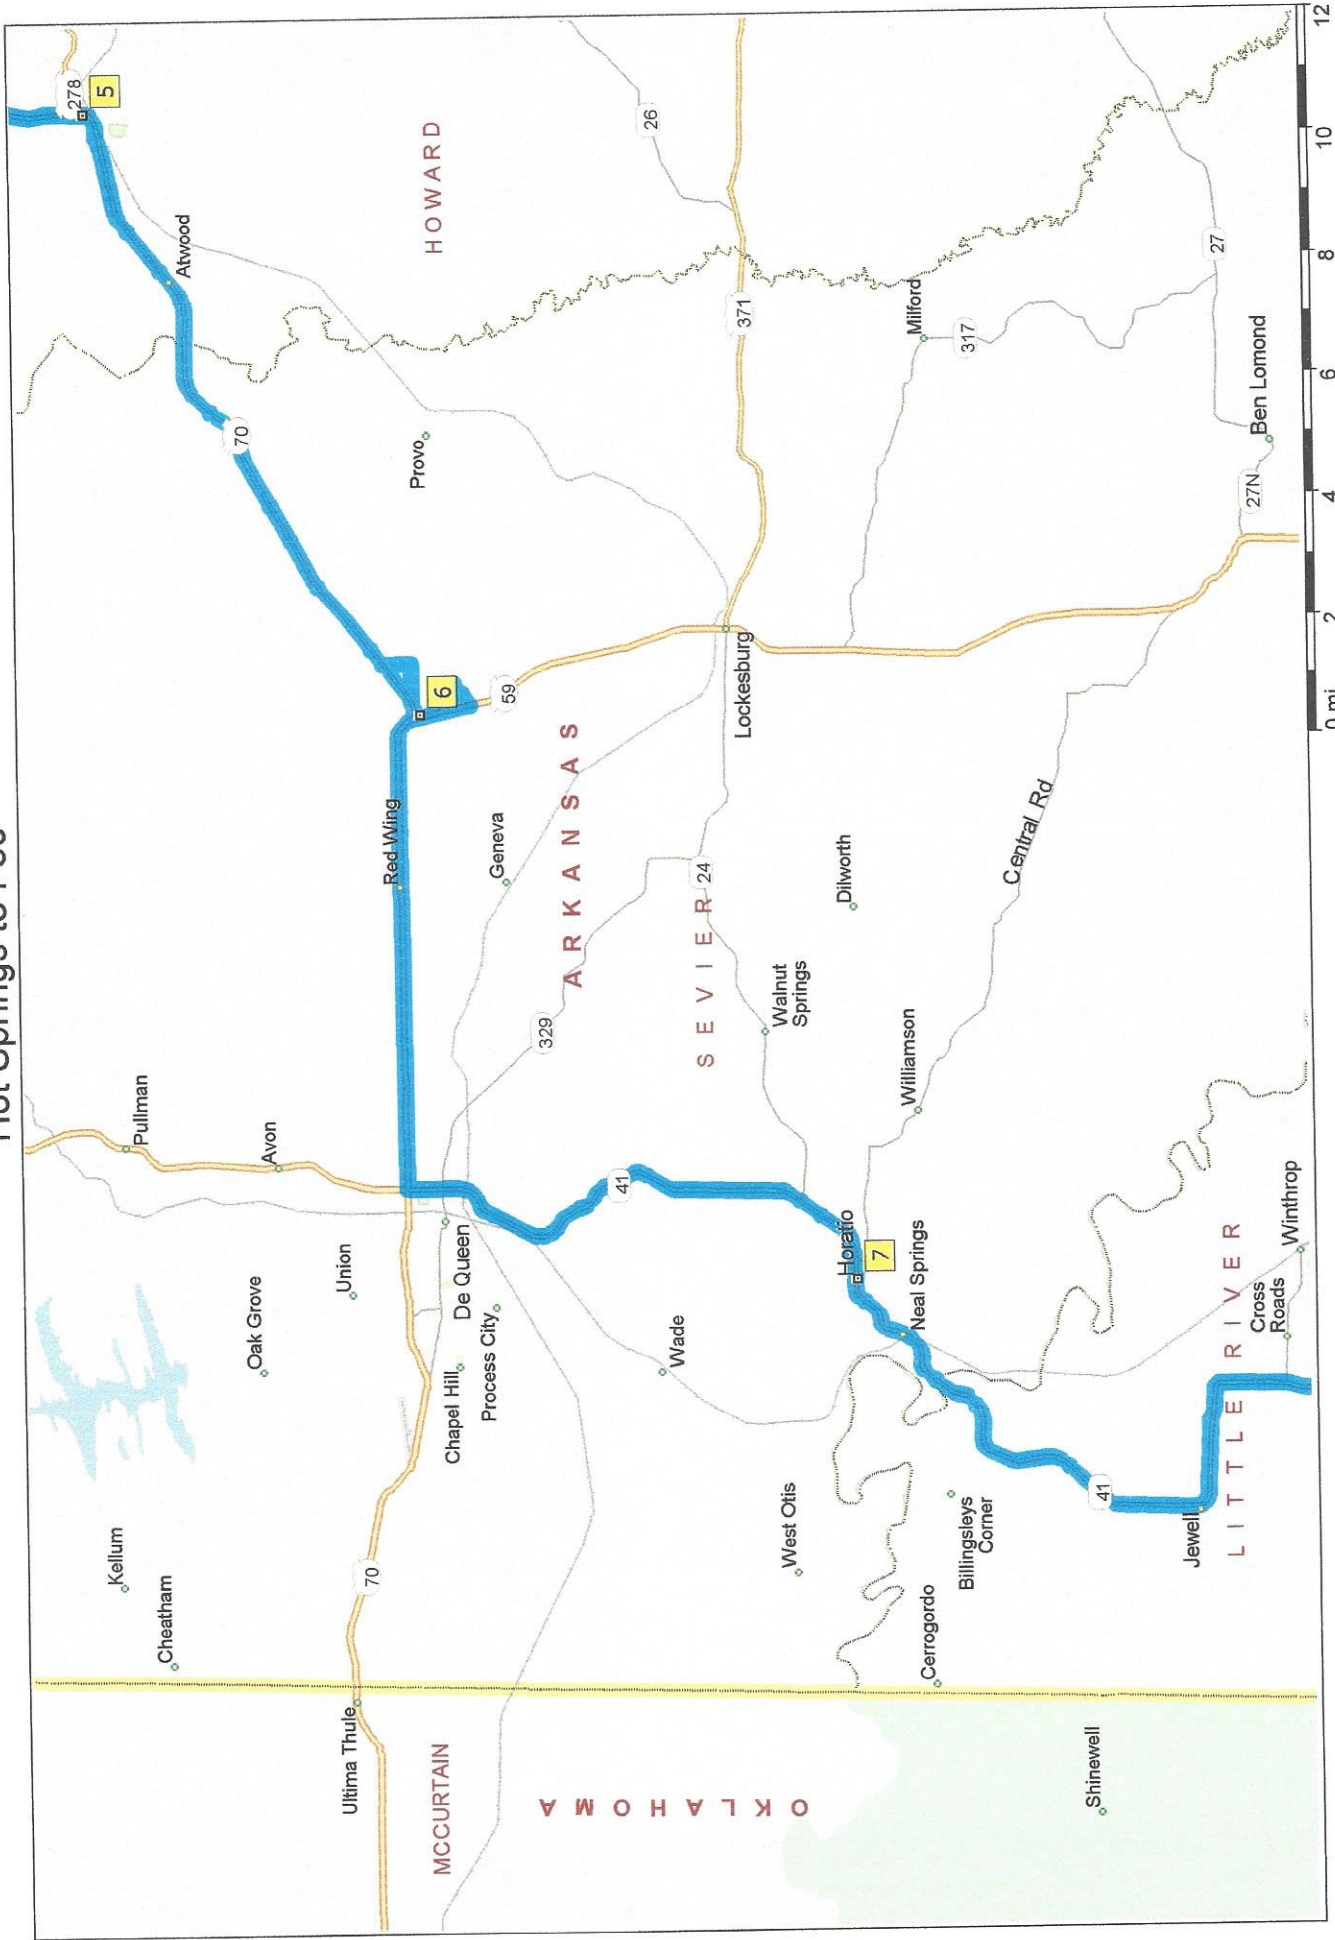 Hot Springs to
278
5
Kellum
Pullman
Cheatham
Atwood
Oak Grove
Avon
70
Union
Ultima Thule
70
Red Wing
Provo
HOWARD
MCCURTAIN
Chapel Hill
De Queen
6
Process City
Geneva
59
329
OKLAHOMA
ARKANSAS
41
26
Wade
SEVIER
24
Lockesburg
371
West Otis
Walnut
Springs
Horatio
7
Dilworth
Cerrogordo
Neal Springs
Williamson
Milford
Billingsleys
Corner
317
Central Rd
Shinewell
41
Jewell
LITTLE RIVER
27
Cross
Roads
Winthrop
27N
Ben Lomond
0 mi
2
4
6
8
10
12